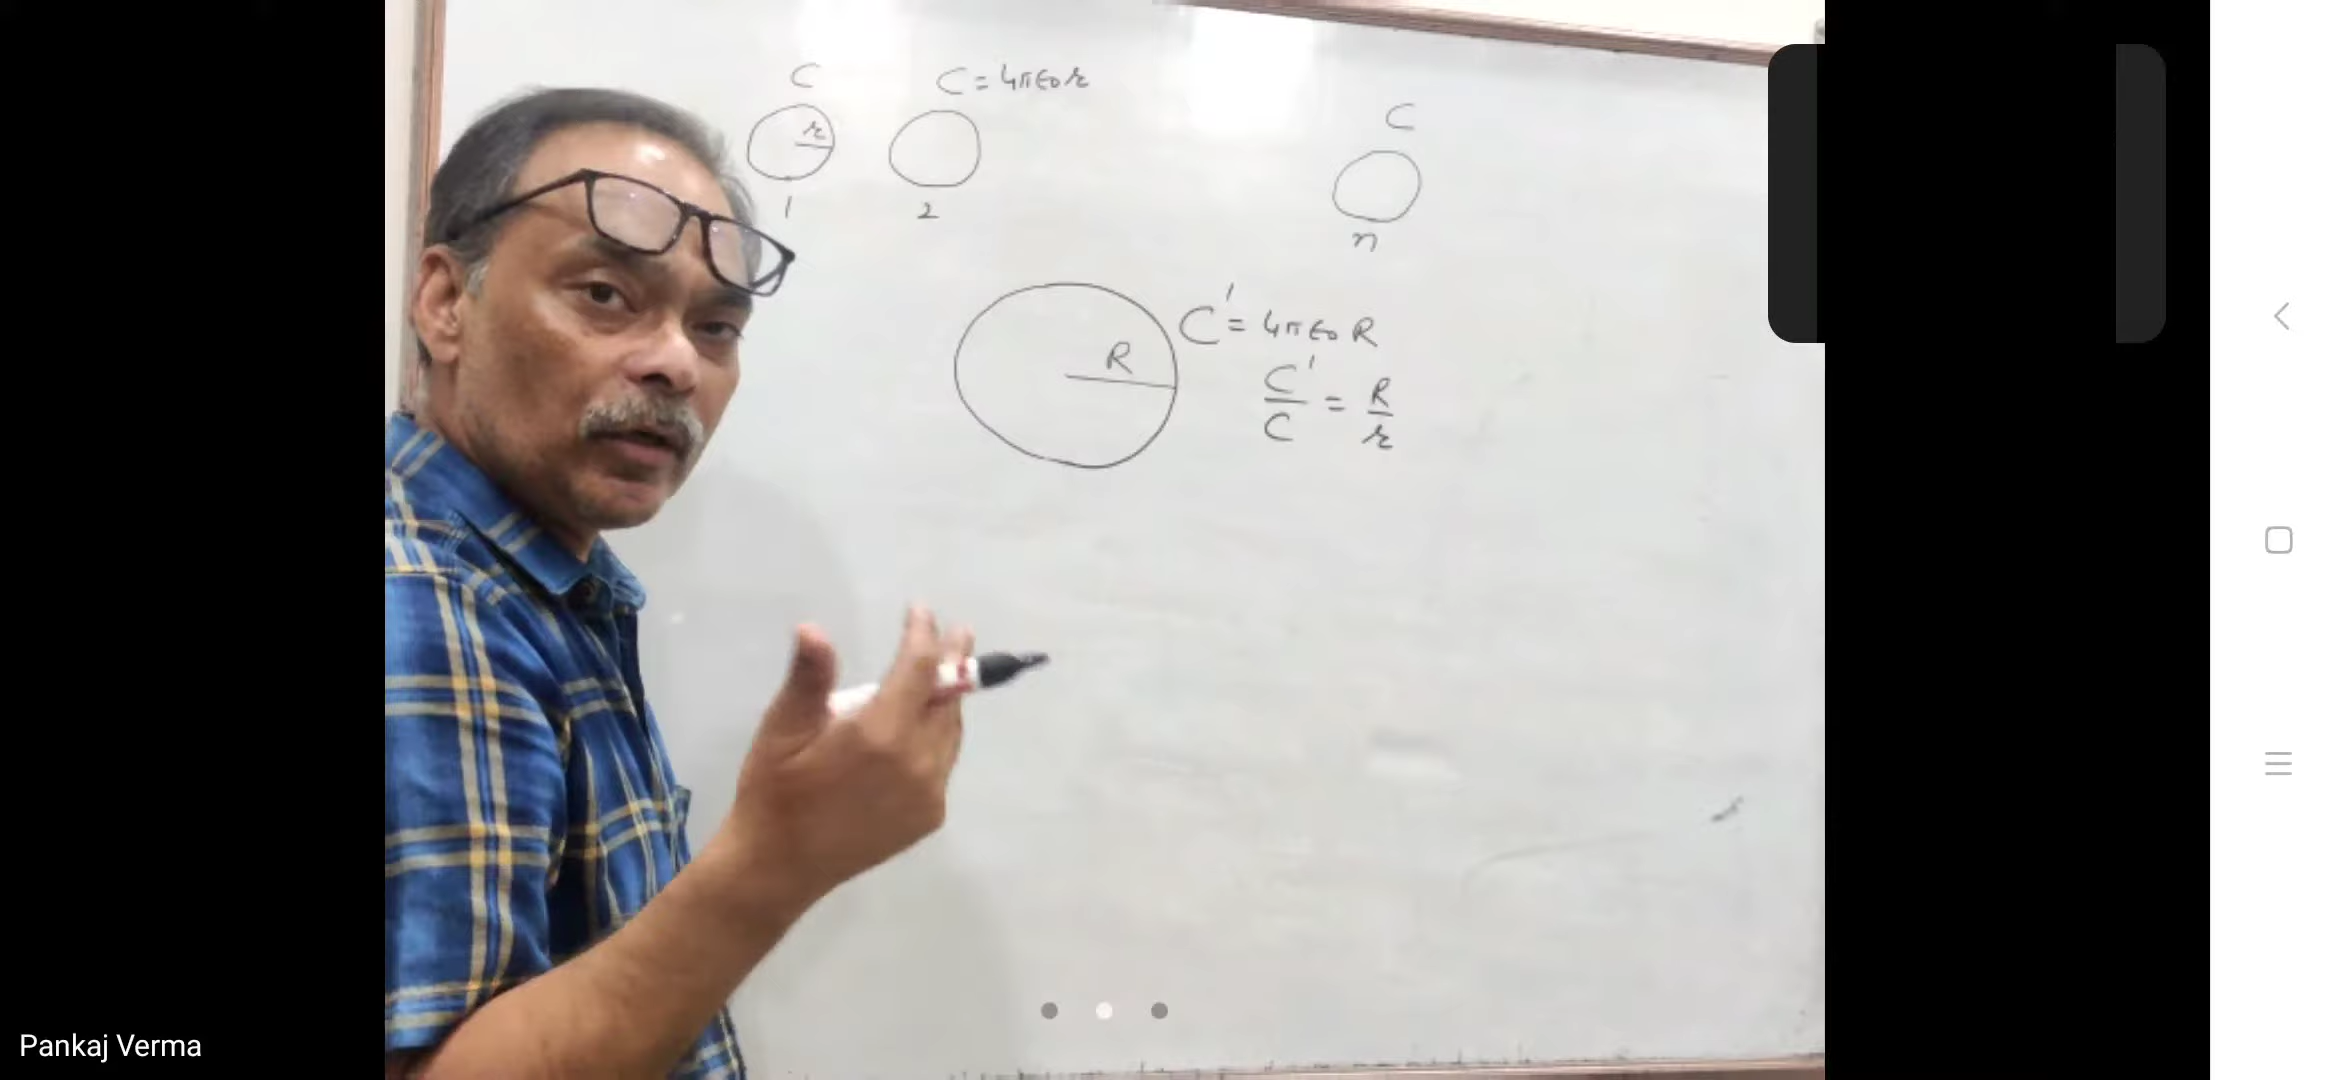 C
C = 4πϵ₀r
C
r
1
2
n
C' = 4πϵ₀R
R
C'/C = R/r
Pankaj Verma